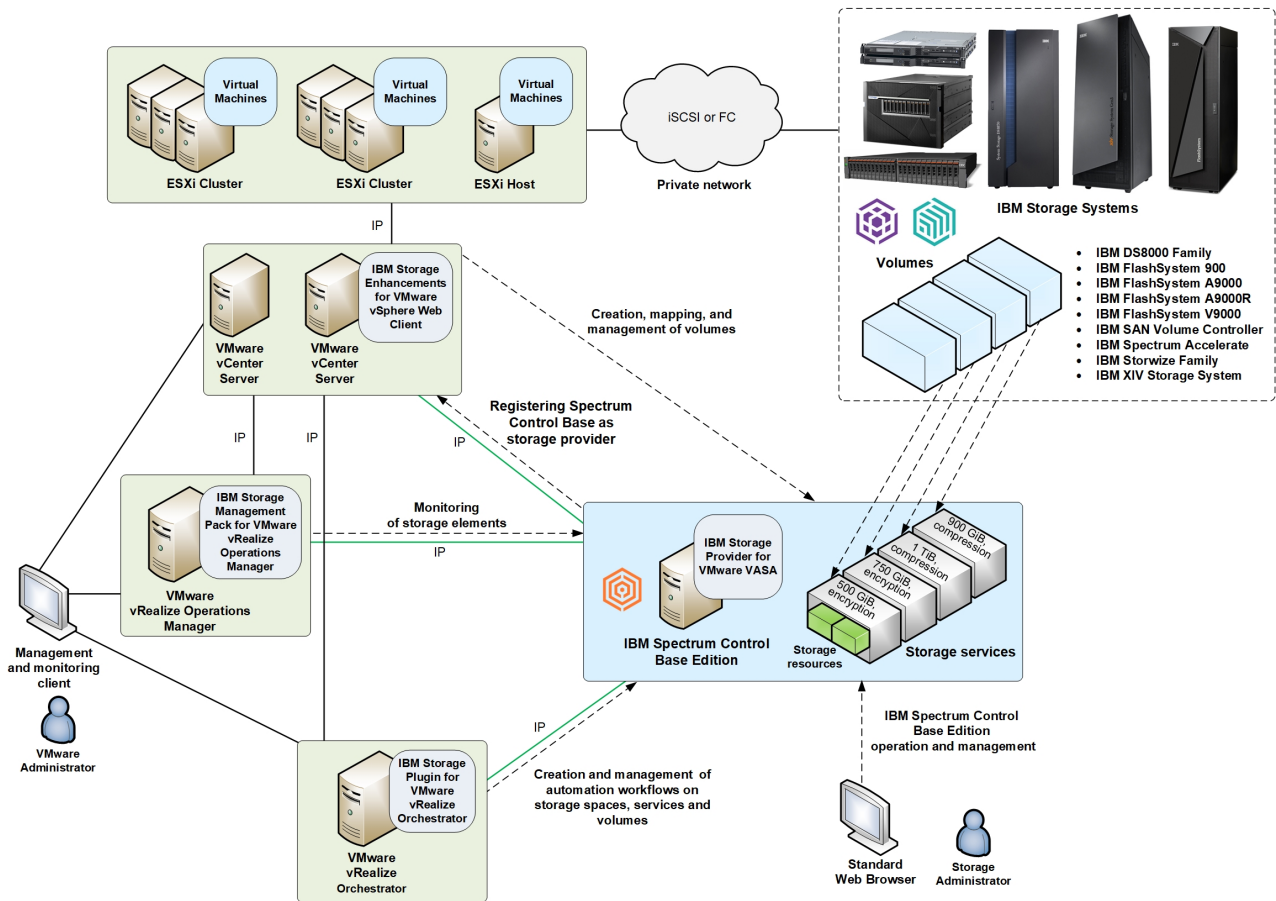 Virtual
Machines
Virtual
Machines
Virtual
Machines
ESXi Cluster
ESXi Cluster
ESXi Host
iSCSI or FC
Private network
IBM Storage Systems
Volumes
• IBM DS8000 Family
• IBM FlashSystem 900
• IBM FlashSystem A9000
• IBM FlashSystem A9000R
• IBM FlashSystem V9000
• IBM SAN Volume Controller
• IBM Spectrum Accelerate
• IBM Storwize Family
• IBM XIV Storage System
IP
IBM Storage
Enhancements
for VMware
vSphere Web
Client
VMware
vCenter
Server
VMware
vCenter
Server
Creation, mapping, and
management of volumes
Registering Spectrum
Control Base as
storage provider
IP
IP
IP
IBM Storage
Management
Pack for VMware
vRealize
Operations
Manager
VMware
vRealize Operations
Manager
Monitoring
of storage elements
IP
IBM Storage
Provider for
VMware VASA
IBM Spectrum Control
Base Edition
900 GiB,
compression
1 TiB,
compression
750 GiB,
encryption
500 GiB,
encryption
Storage
resources
Storage services
Management
and monitoring
client
VMware
Administrator
IP
IBM Storage
Plugin for
VMware
vRealize
Orchestrator
VMware
vRealize
Orchestrator
Creation and management of
automation workflows on
storage spaces, services and
volumes
IBM Spectrum Control
Base Edition
operation and management
Standard
Web Browser
Storage
Administrator